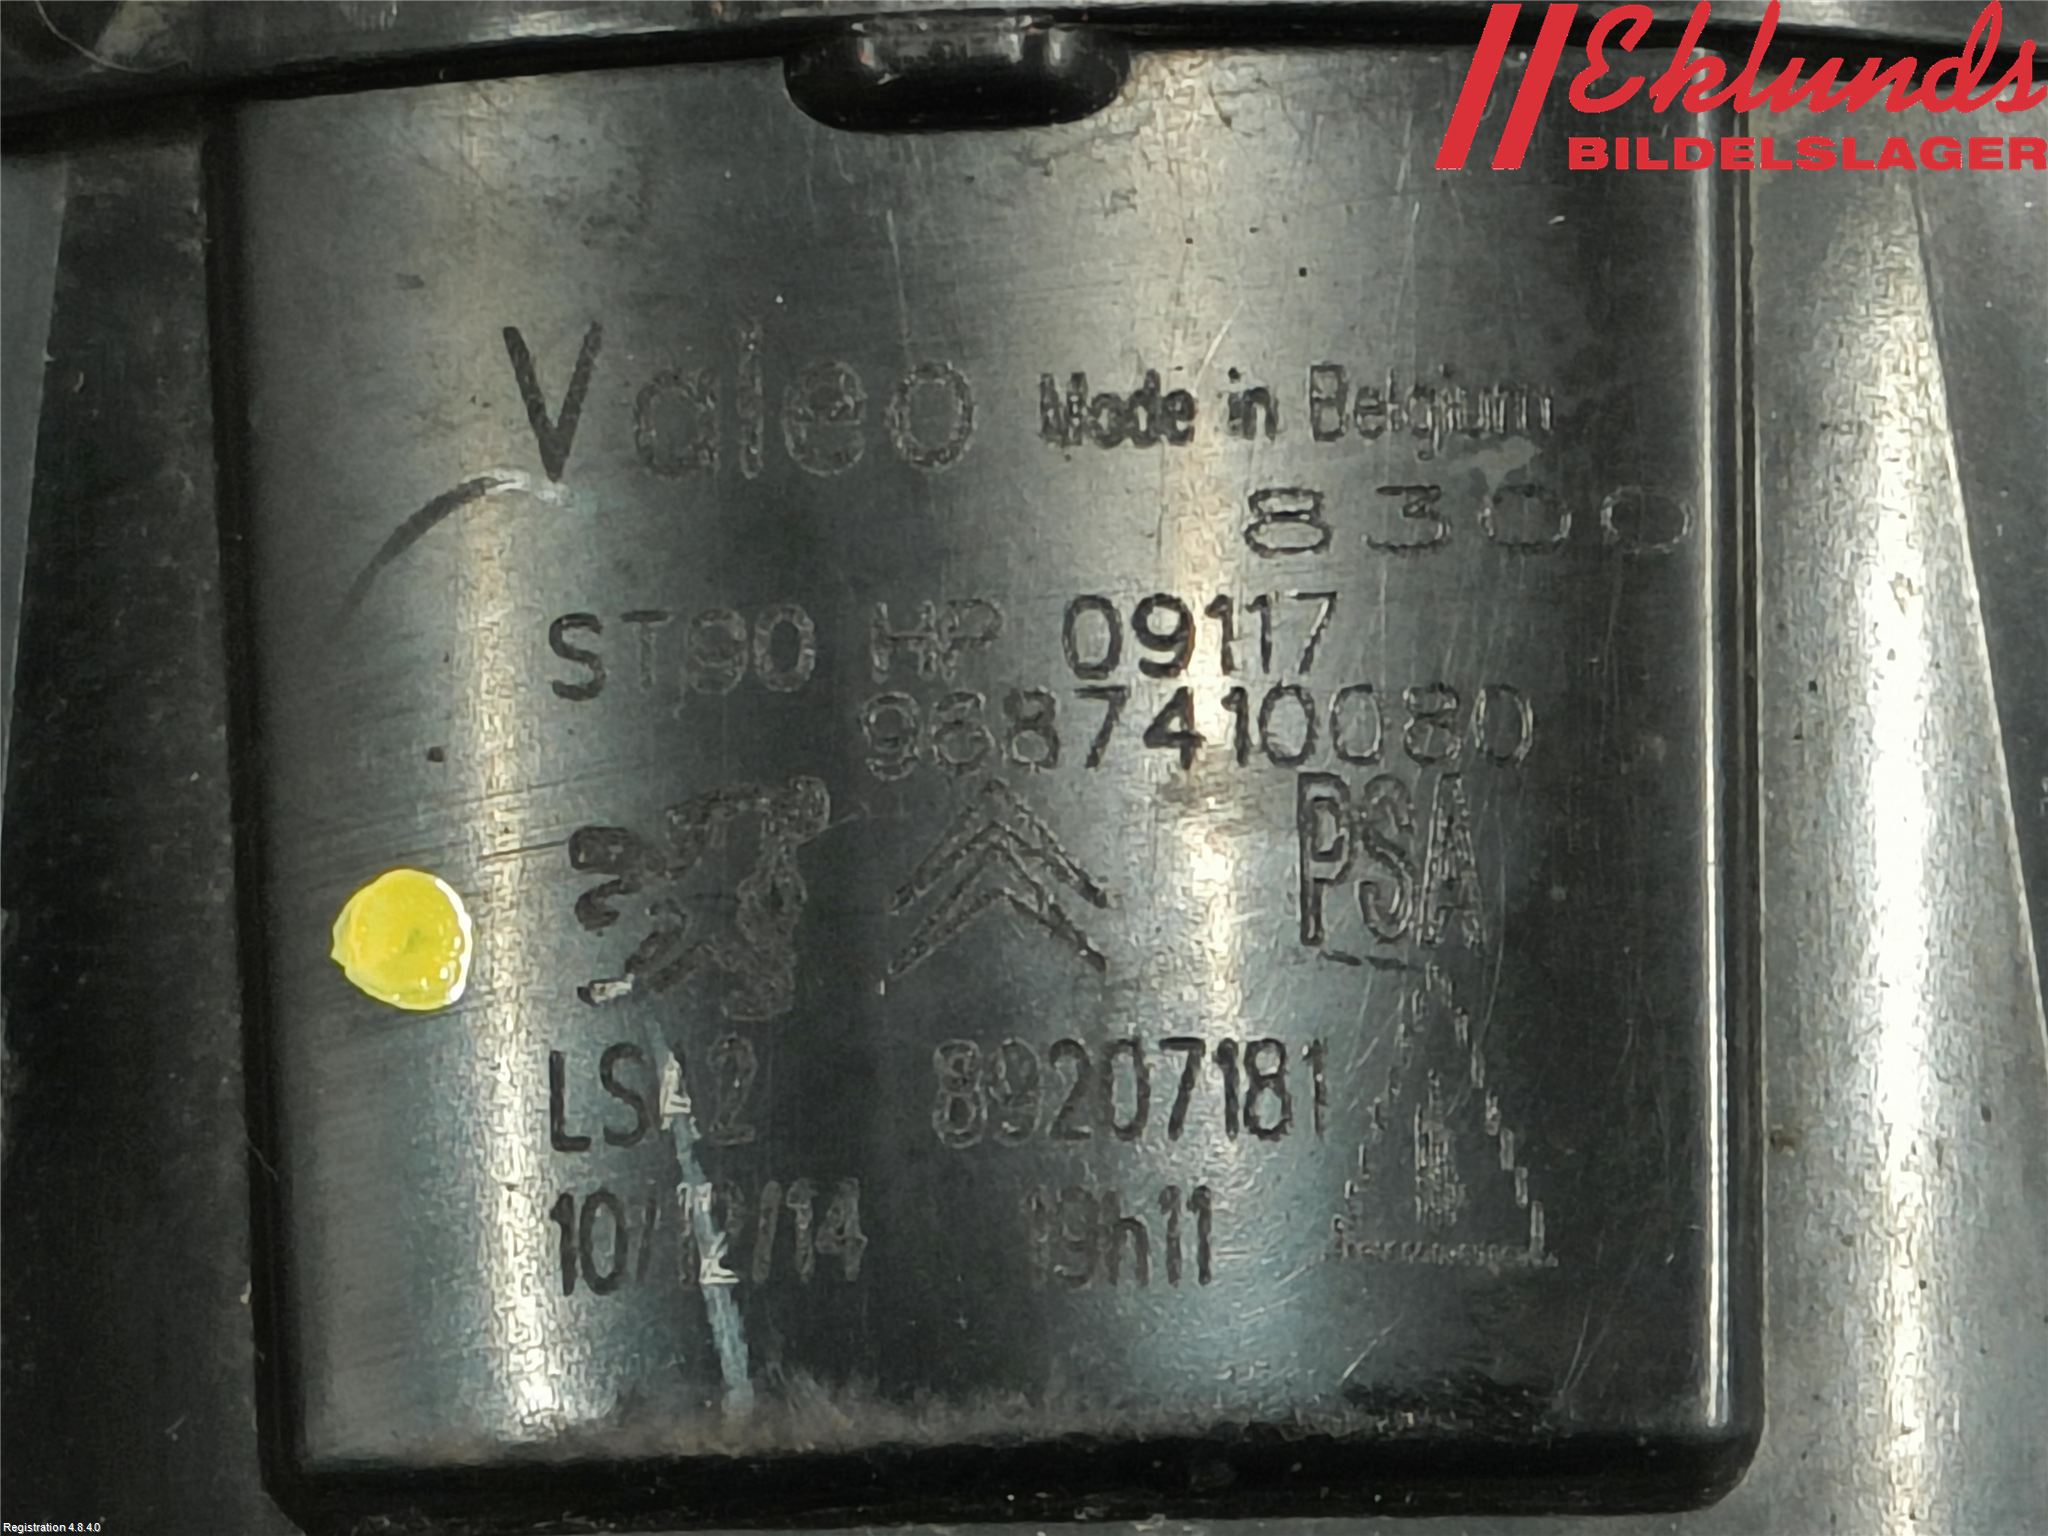 Eklunds
BILDELSLAGER
Valeo Made in Belgium
8300
ST90 HP 09117
9687410080
PSA
LSA2 89207181
10/12/14 19h11
Registration 4.8.4.0